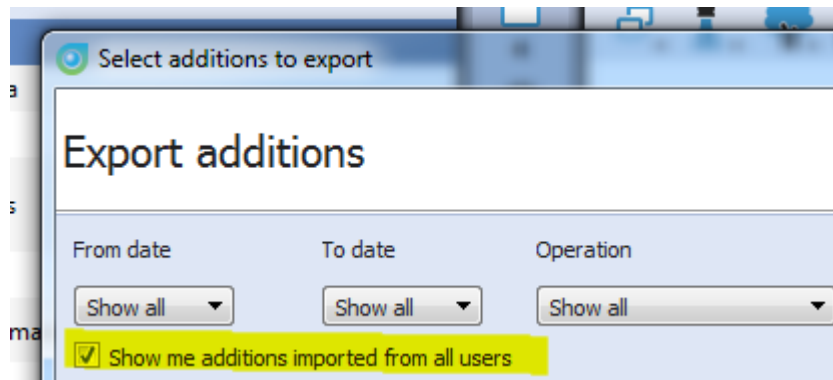 Select additions to export
Export additions
From date To date Operation
Show all Show all Show all
Show me additions imported from all users
a
s
ma